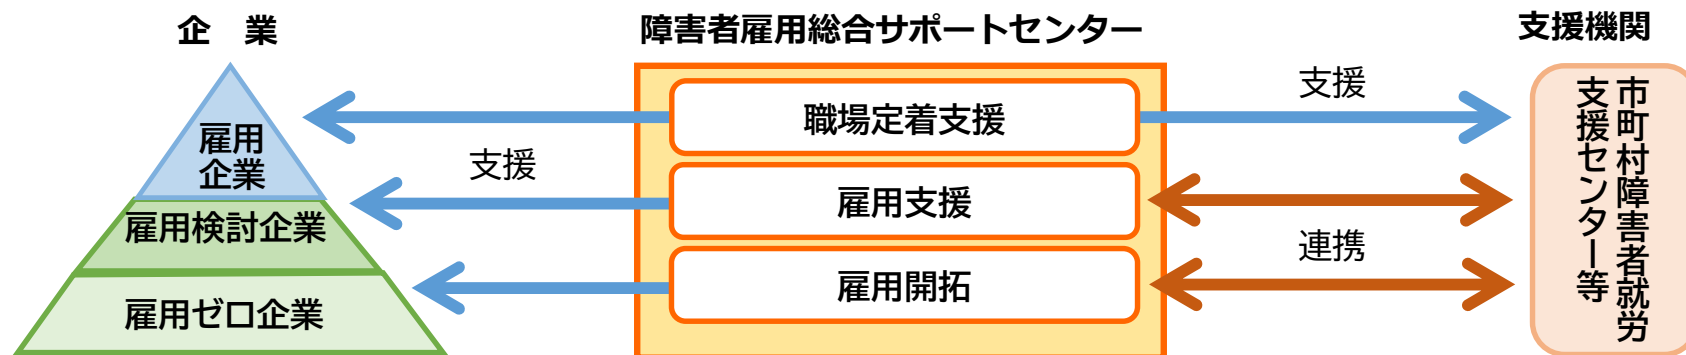 企　業
雇用
企業
雇用検討企業
雇用ゼロ企業
支援
障害者雇用総合サポートセンター
職場定着支援
雇用支援
雇用開拓
支援
連携
支援機関
市町村障害者就労
支援センター等